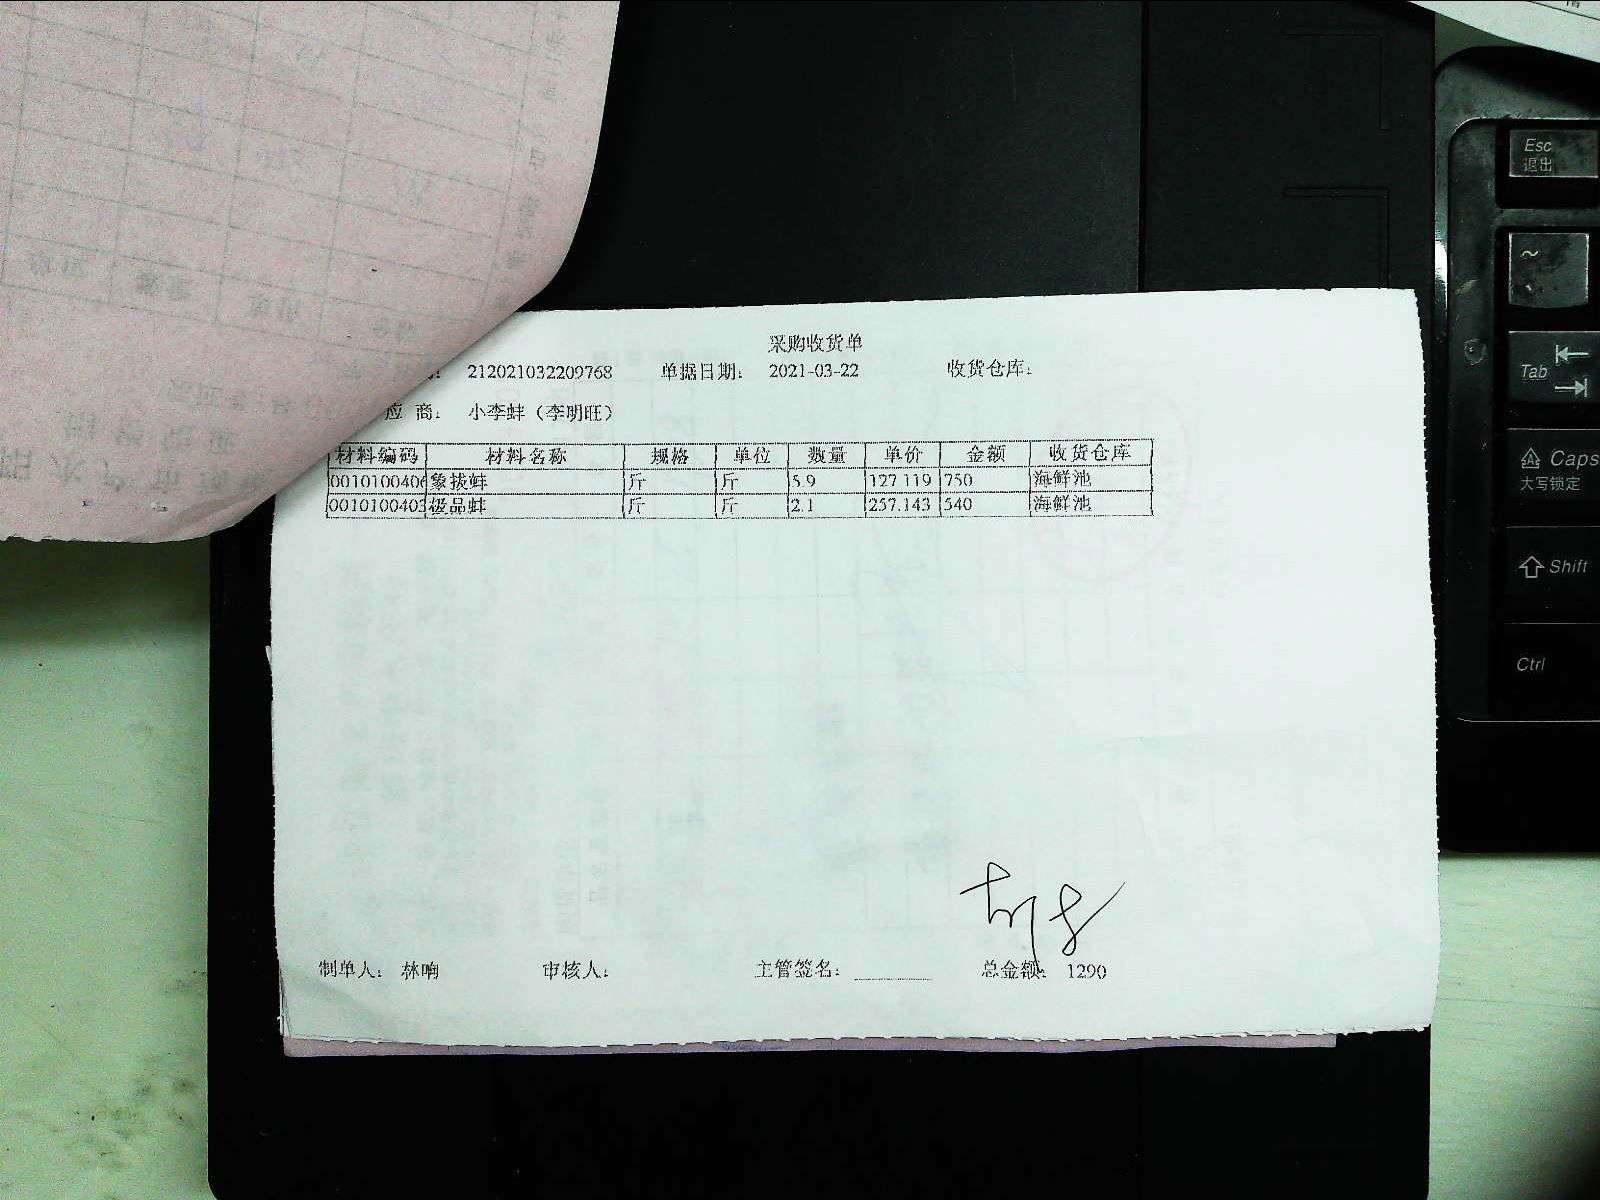 采购收货单
212021032209768 单据日期: 2021-03-22 收货仓库:
应 商: 小李蚌（李明旺）
材料编码 材料名称 规格 单位 数量 单价 金额 收货仓库
0010100406 象拔蚌 斤 斤 5.9 127.119 750 海鲜池
0010100403 极品蚌 斤 斤 2.1 257.143 540 海鲜池
制单人: 林响 审核人: 主管签名: 总金额: 1290
Esc
退出
~
Tab
Caps
大写锁定
Shift
Ctrl